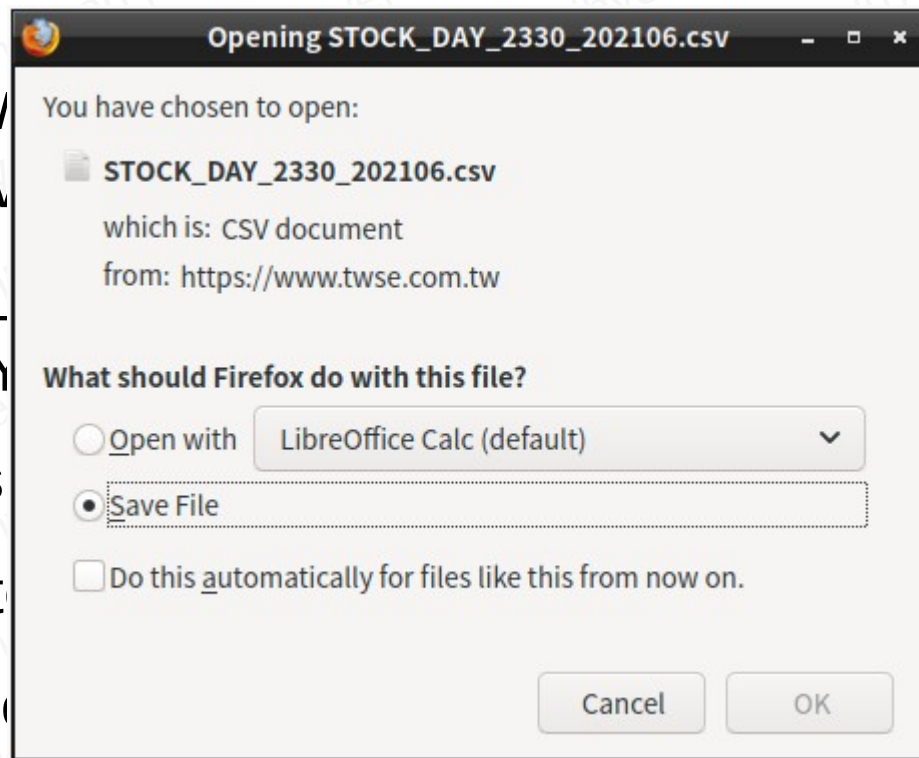 Opening STOCK_DAY_2330_202106.csv
You have chosen to open:
STOCK_DAY_2330_202106.csv
which is: CSV document
from: https://www.twse.com.tw
What should Firefox do with this file?
Open with LibreOffice Calc (default)
Save File
Do this automatically for files like this from now on.
Cancel OK